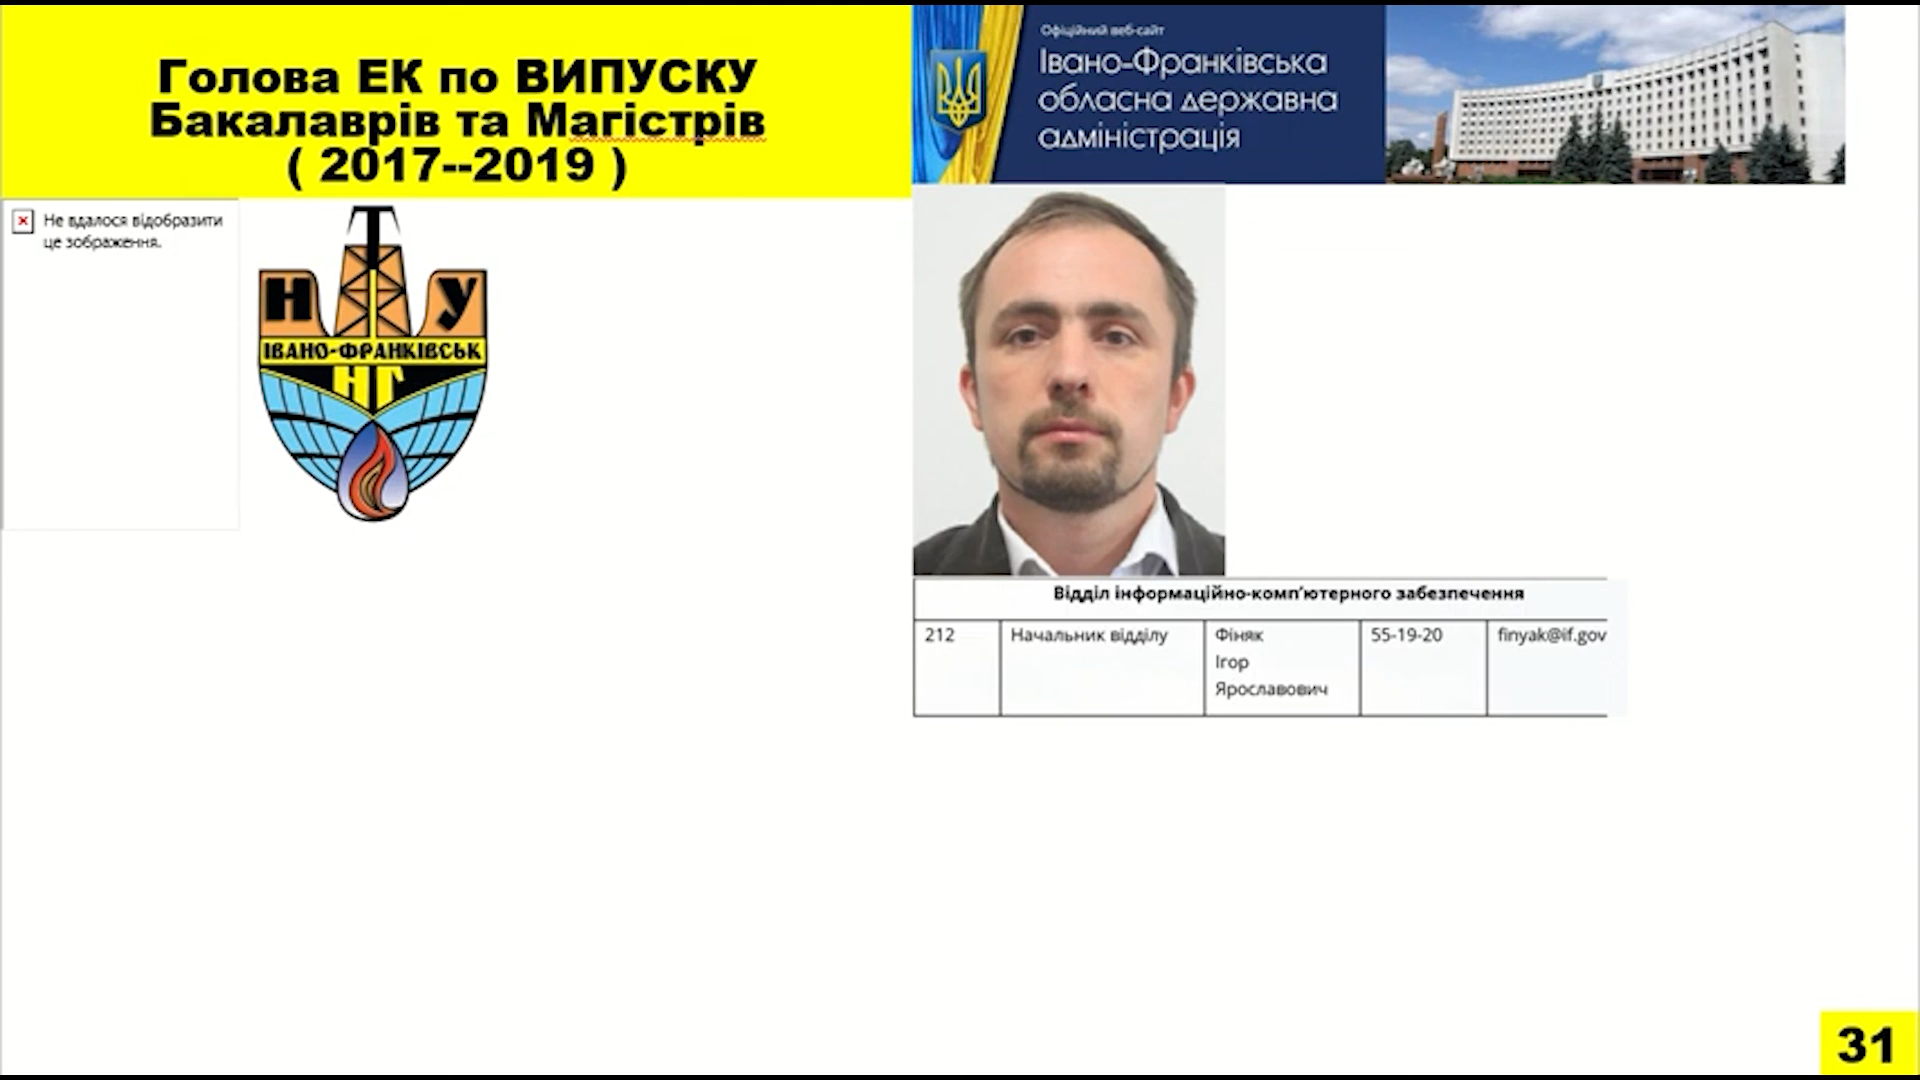 Голова ЕК по ВИПУСКУ
Бакалаврів та Магістрів
( 2017--2019 )
Офіційний веб-сайт
Івано-Франківська
обласна державна
адміністрація
Не вдалося відобразити
це зображення.
Т
Н У
ІВАНО-ФРАНКІВСЬК
НГ
Відділ інформаційно-комп'ютерного забезпечення
212 Начальник відділу Фіняк 55-19-20 finyak@if.gov
Ігор
Ярославович
31